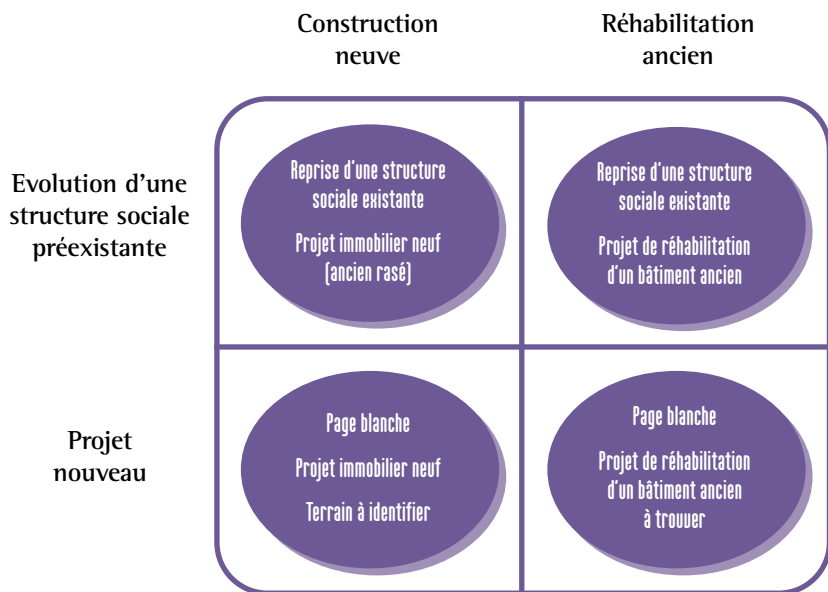 Construction
neuve
Réhabilitation
ancien
Evolution d'une
structure sociale
préexistante
Reprise d'une structure
sociale existante
Projet immobilier neuf
(ancien rasé)
Reprise d'une structure
sociale existante
Projet de réhabilitation
d'un bâtiment ancien
Projet
nouveau
Page blanche
Projet immobilier neuf
Terrain à identifier
Page blanche
Projet de réhabilitation
d'un bâtiment ancien
à trouver